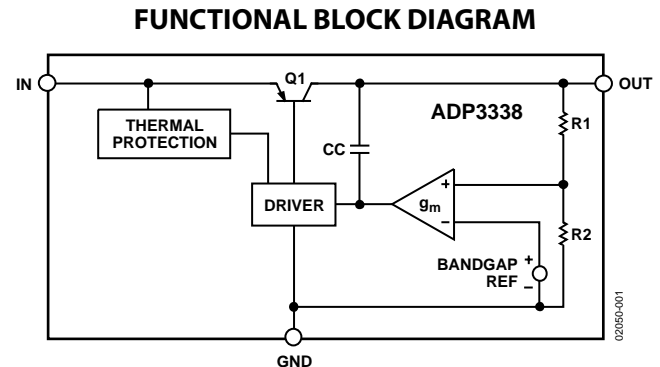 FUNCTIONAL BLOCK DIAGRAM
IN
Q1
OUT
THERMAL
PROTECTION
ADP3338
R1
CC
DRIVER
+
gm
−
R2
BANDGAP
REF
+
−
GND
02050-001